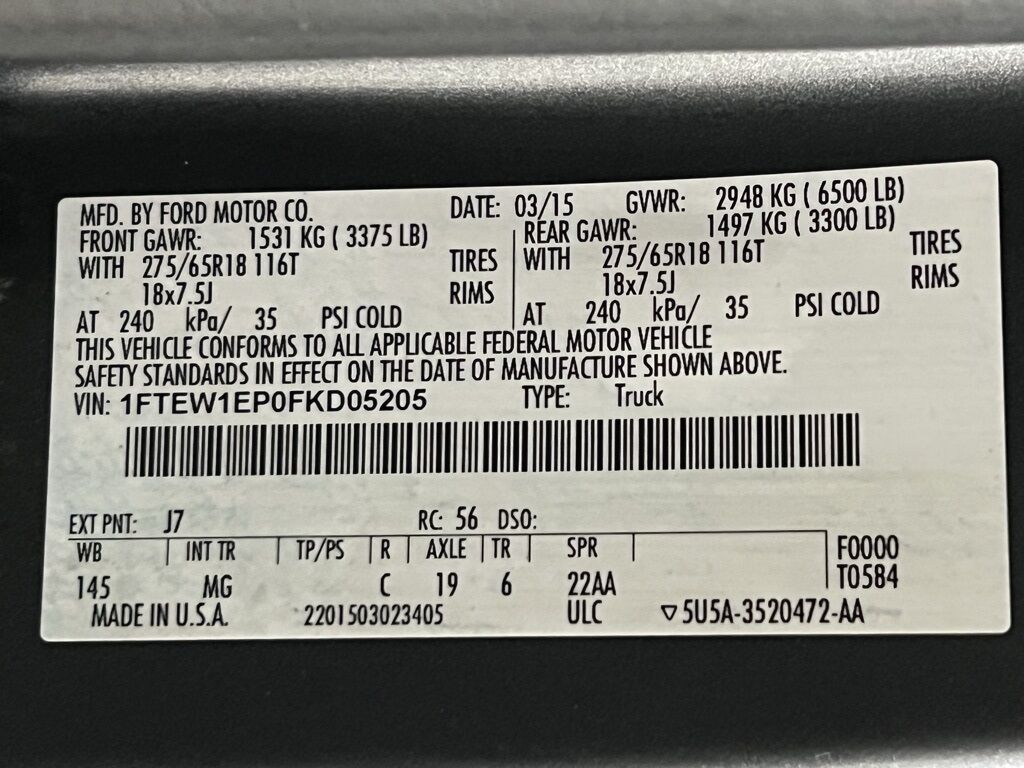 MFD. BY FORD MOTOR CO. DATE: 03/15 GVWR: 2948 KG ( 6500 LB)
FRONT GAWR: 1531 KG ( 3375 LB) REAR GAWR: 1497 KG ( 3300 LB)
WITH 275/65R18 116T TIRES WITH 275/65R18 116T TIRES
18x7.5J RIMS 18x7.5J RIMS
AT 240 kPa/ 35 PSI COLD AT 240 kPa/ 35 PSI COLD
THIS VEHICLE CONFORMS TO ALL APPLICABLE FEDERAL MOTOR VEHICLE
SAFETY STANDARDS IN EFFECT ON THE DATE OF MANUFACTURE SHOWN ABOVE.
VIN: 1FTEW1EP0FKD05205 TYPE: Truck
EXT PNT: J7 RC: 56 DSO:
WB INT TR TP/PS R AXLE TR SPR F0000
145 MG C 19 6 22AA T0584
MADE IN U.S.A. 2201503023405 ULC ▽5U5A-3520472-AA